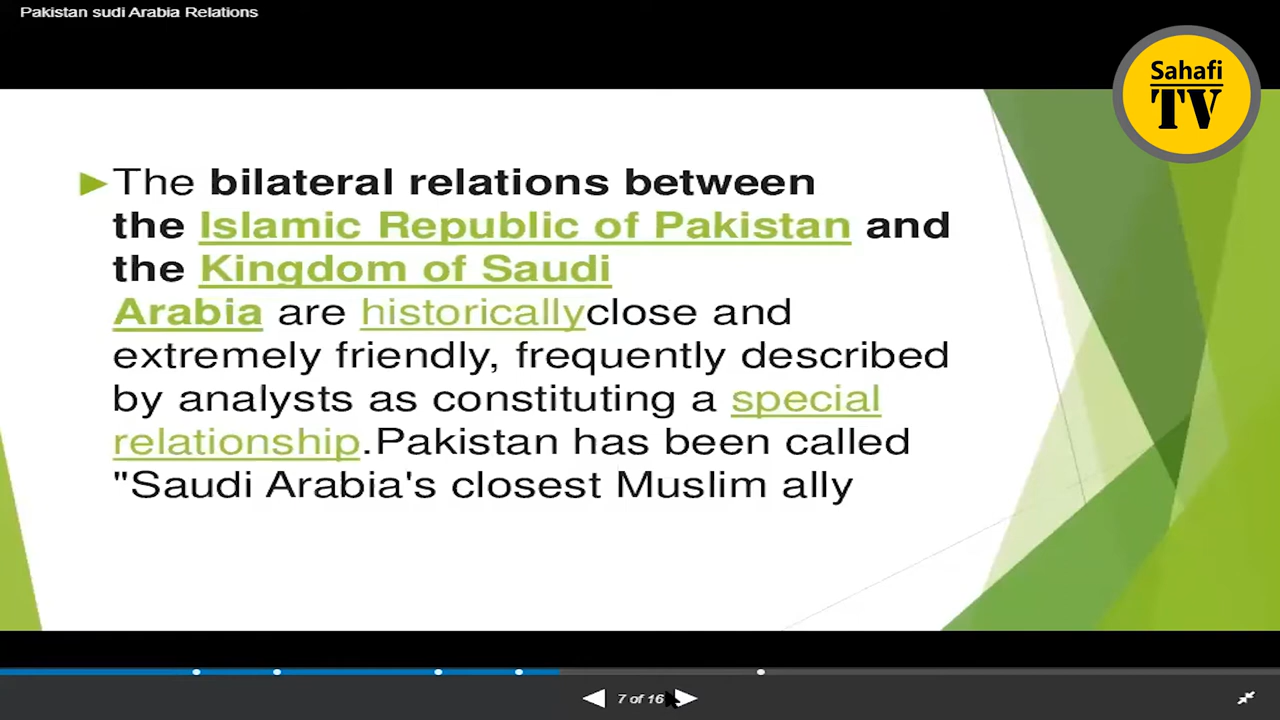 Pakistan sudi Arabia Relations
Sahafi
TV
The bilateral relations between
the Islamic Republic of Pakistan and
the Kingdom of Saudi
Arabia are historicallyclose and
extremely friendly, frequently described
by analysts as constituting a special
relationship.Pakistan has been called
"Saudi Arabia's closest Muslim ally
7 of 16